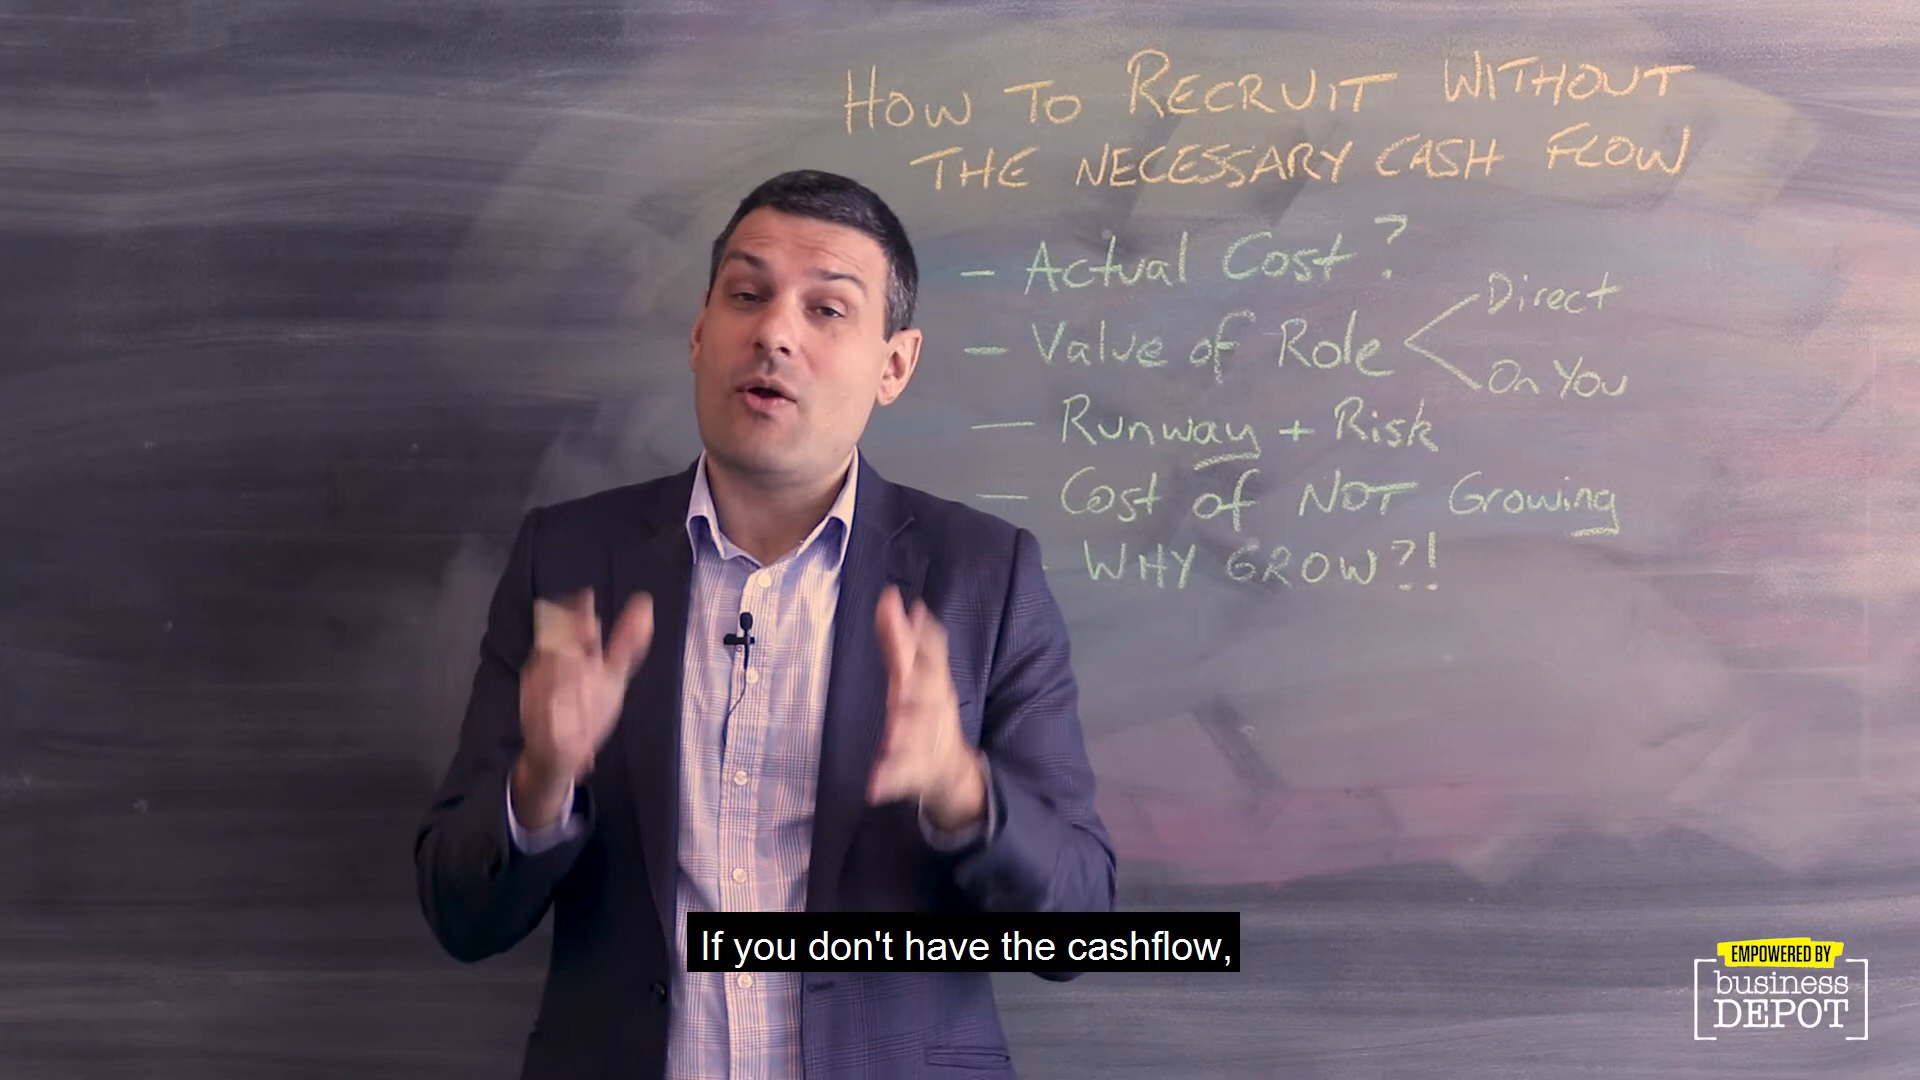 HOW TO RECRUIT WITHOUT
THE NECESSARY CASH FLOW
- Actual Cost?
- Value of Role < Direct
On You
- Runway + Risk
- Cost of NOT Growing
- WHY GROW?!
If you don't have the cashflow,
EMPOWERED BY
business
DEPOT